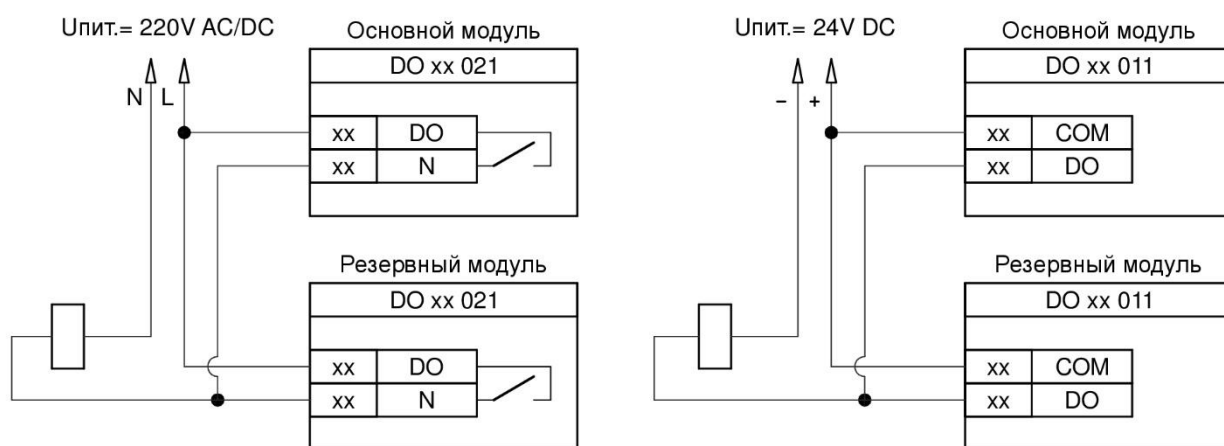 Uпит.= 220V AC/DC
N L
Основной модуль
DO xx 021
xx DO
xx N
Резервный модуль
DO xx 021
xx DO
xx N
Uпит.= 24V DC
− +
Основной модуль
DO xx 011
xx COM
xx DO
Резервный модуль
DO xx 011
xx COM
xx DO